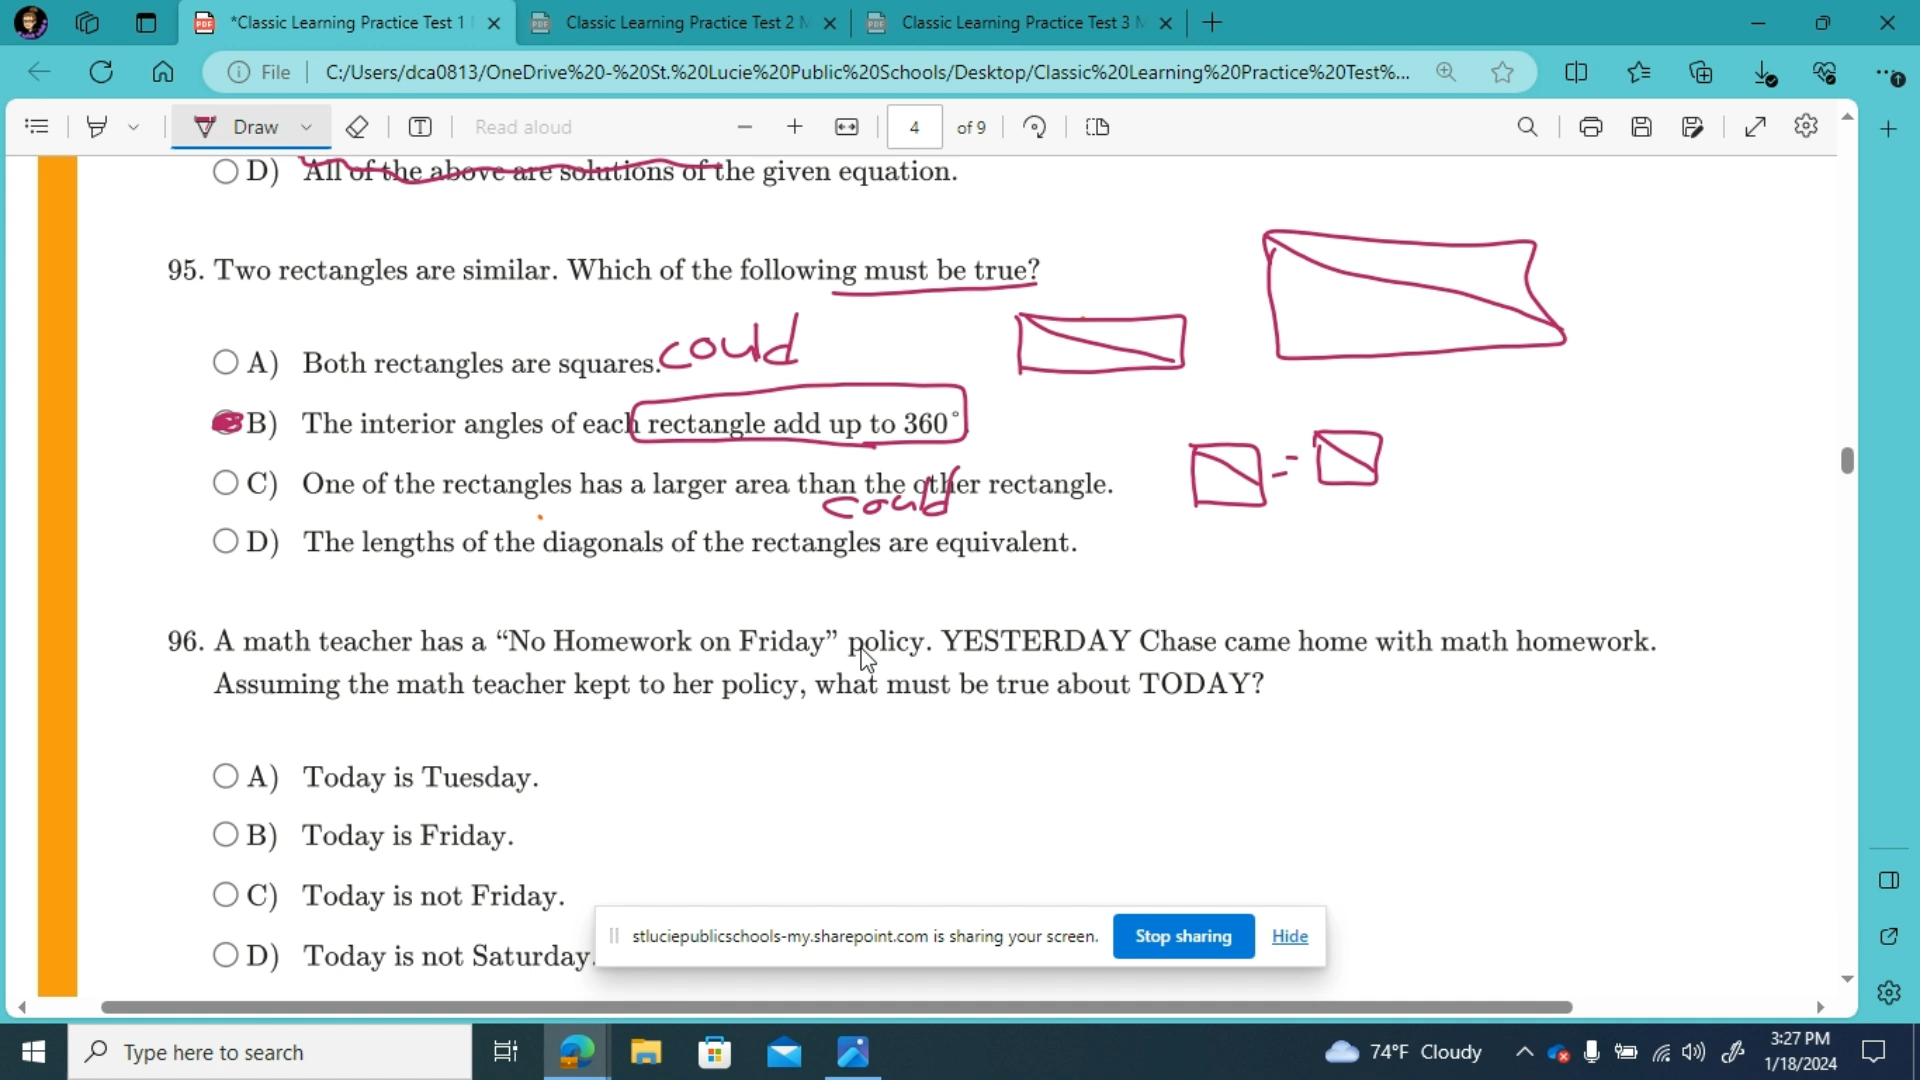 *Classic Learning Practice Test 1
Classic Learning Practice Test 2 M
Classic Learning Practice Test 3 M
File
C:/Users/dca0813/OneDrive%20-%20St.%20Lucie%20Public%20Schools/Desktop/Classic%20Learning%20Practice%20Test%...
Draw
Read aloud
4 of 9
D) All of the above are solutions of the given equation.
95. Two rectangles are similar. Which of the following must be true?
A) Both rectangles are squares.
could
B) The interior angles of each rectangle add up to 360°
C) One of the rectangles has a larger area than the other rectangle.
could
D) The lengths of the diagonals of the rectangles are equivalent.
96. A math teacher has a “No Homework on Friday” policy. YESTERDAY Chase came home with math homework.
Assuming the math teacher kept to her policy, what must be true about TODAY?
A) Today is Tuesday.
B) Today is Friday.
C) Today is not Friday.
D) Today is not Saturday.
stluciepublicschools-my.sharepoint.com is sharing your screen.
Stop sharing
Hide
Type here to search
74°F Cloudy
3:27 PM
1/18/2024